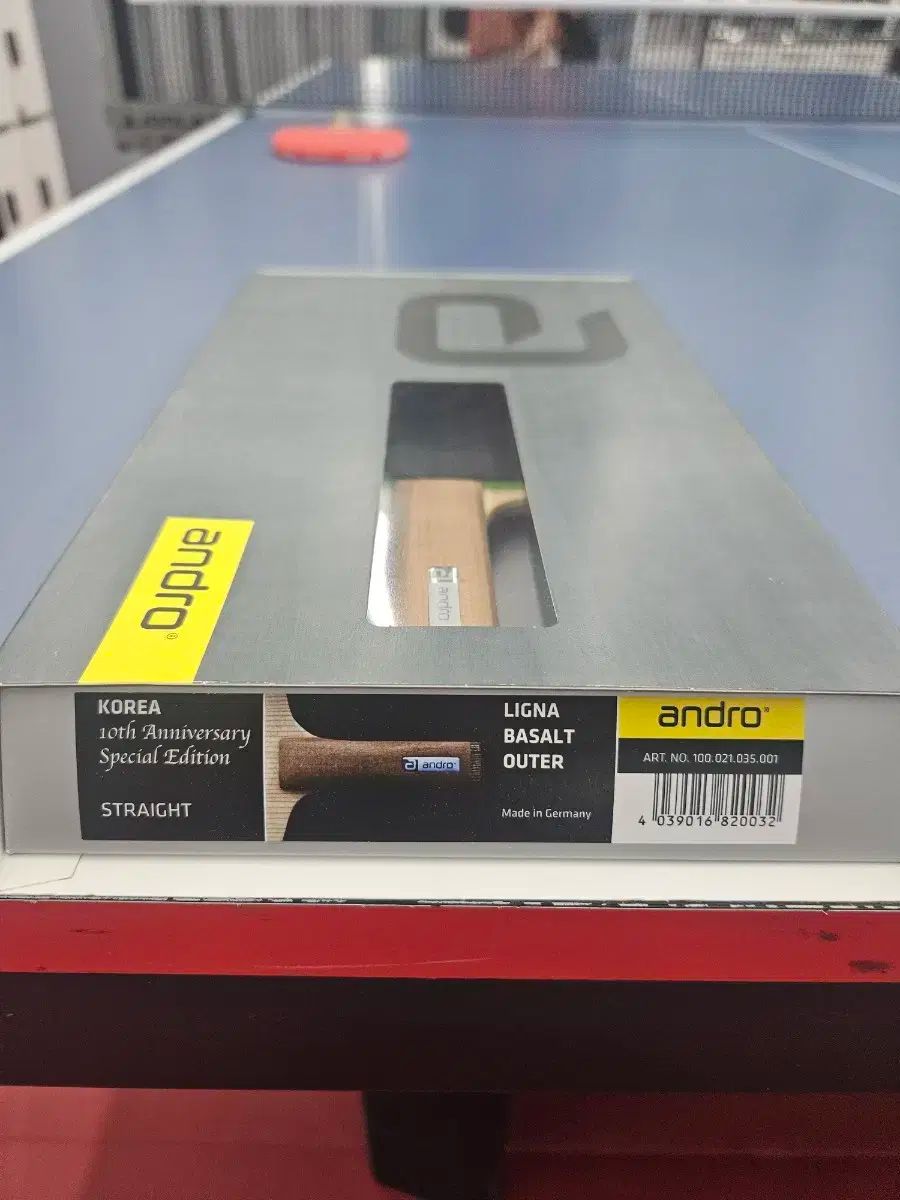 andro®
andro
KOREA
10th Anniversary
Special Edition
STRAIGHT
andro
LIGNA
BASALT
OUTER
Made in Germany
andro®
ART. NO. 100.021.035.001
4 039016 820032